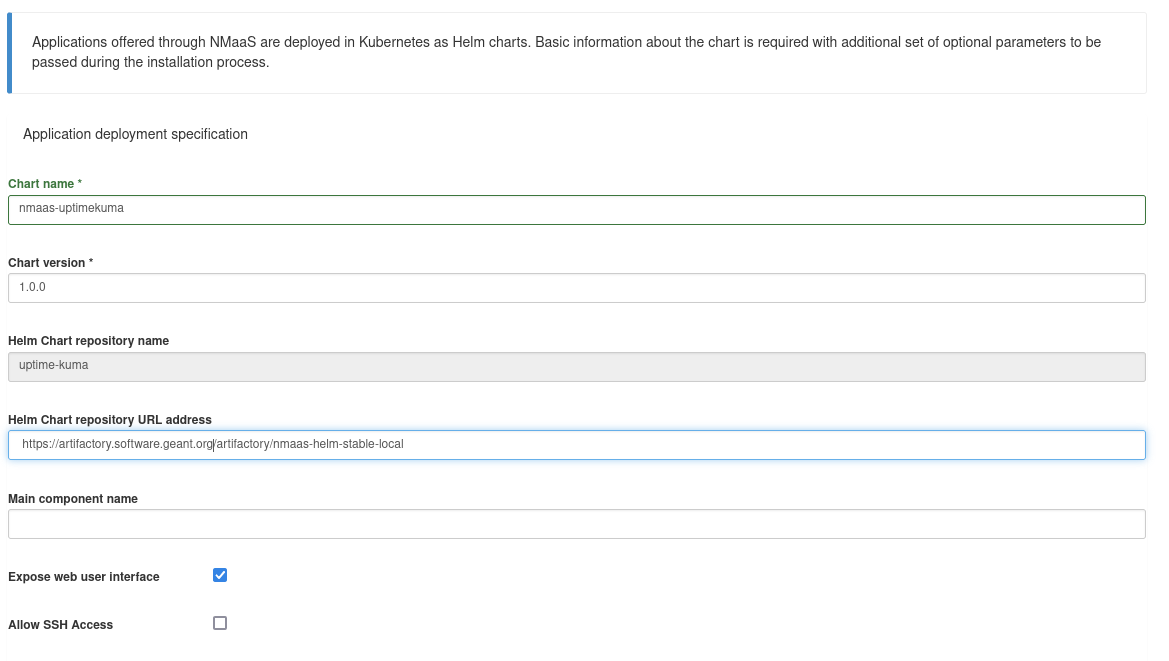 Applications offered through NMaaS are deployed in Kubernetes as Helm charts. Basic information about the chart is required with additional set of optional parameters to be
passed during the installation process.
Application deployment specification
Chart name *
nmaas-uptimekuma
Chart version *
1.0.0
Helm Chart repository name
uptime-kuma
Helm Chart repository URL address
https://artifactory.software.geant.org/artifactory/nmaas-helm-stable-local
Main component name
Expose web user interface
Allow SSH Access